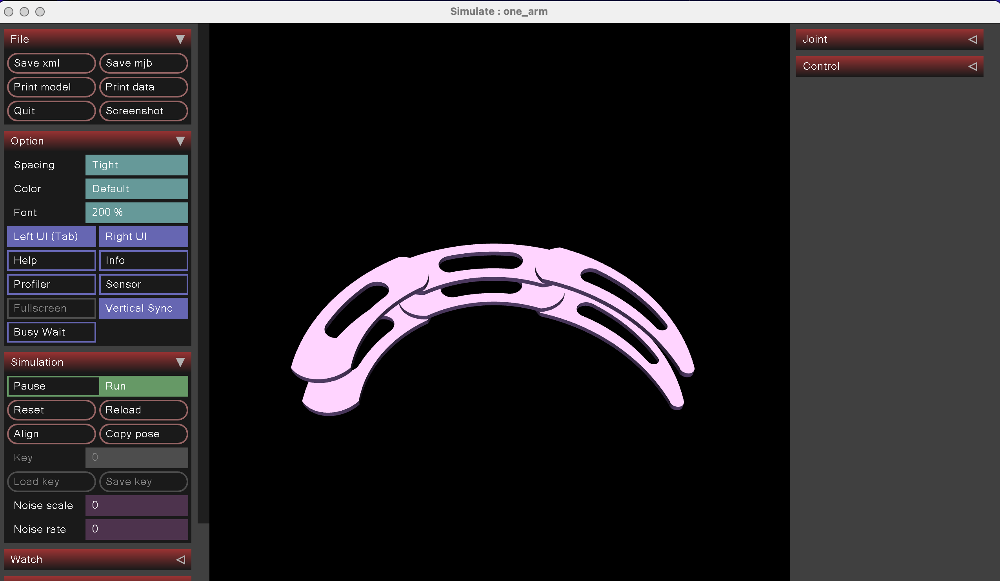 Simulate : one_arm
File
Save xml
Save mjb
Print model
Print data
Quit
Screenshot
Option
Spacing
Tight
Color
Default
Font
200 %
Left UI (Tab)
Right UI
Help
Info
Profiler
Sensor
Fullscreen
Vertical Sync
Busy Wait
Simulation
Pause
Run
Reset
Reload
Align
Copy pose
Key
0
Load key
Save key
Noise scale
0
Noise rate
0
Watch
Joint
Control